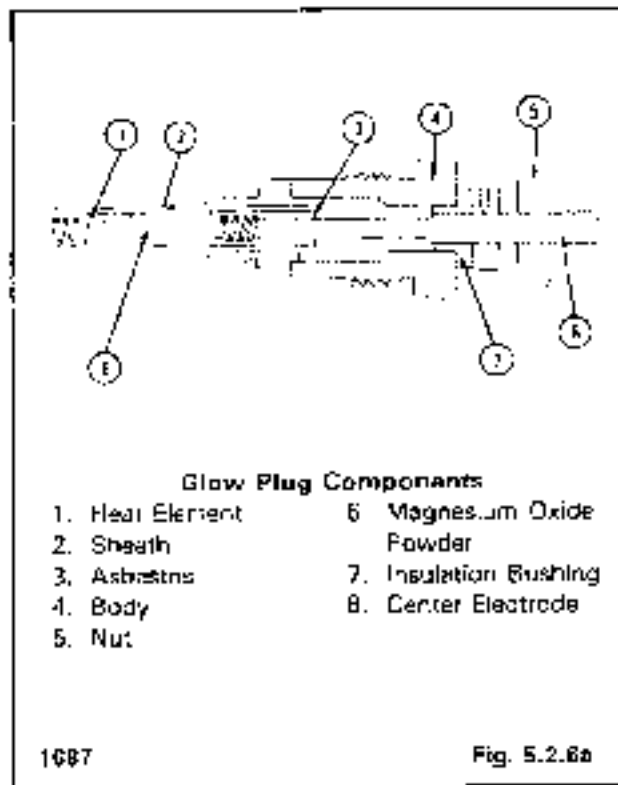 1
2
3
4
5
6
7
8
Glow Plug Components
1. Heat Element
2. Sheath
3. Asbestos
4. Body
5. Nut
6 Magnesium Oxide
Powder
7. Insulation Bushing
8. Center Electrode
1687
Fig. 5.2.6a